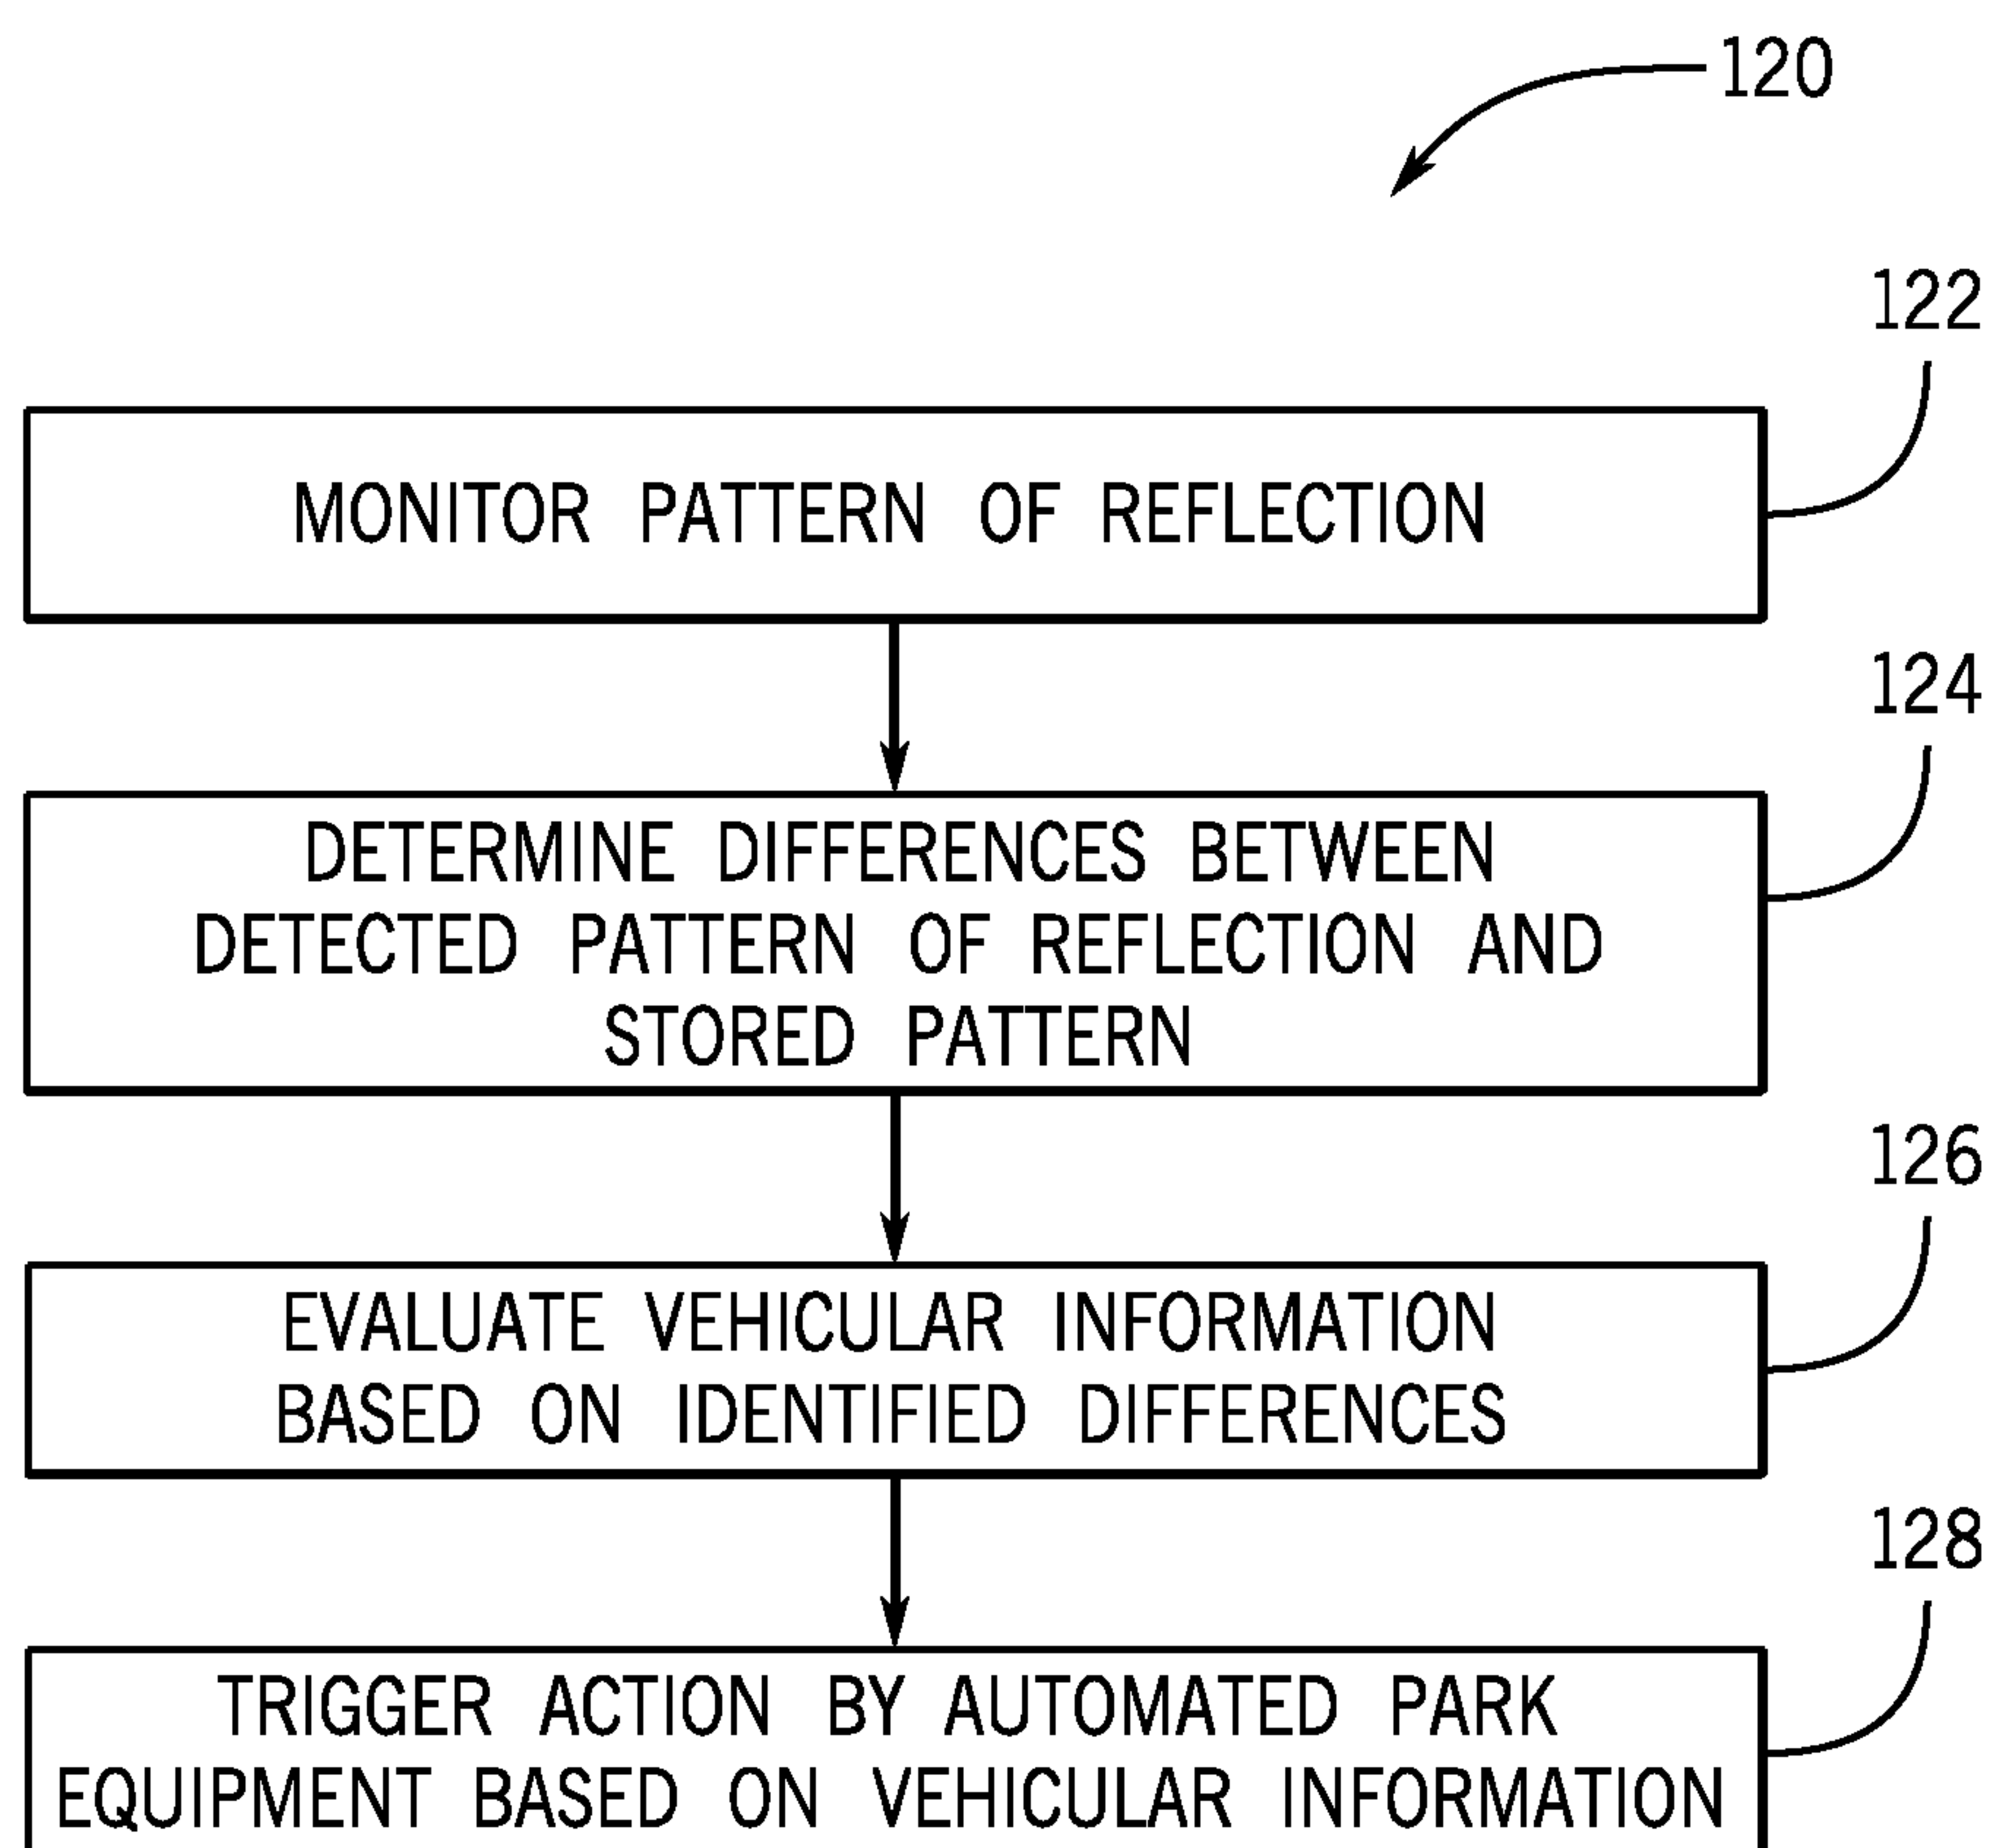 120
122
MONITOR PATTERN OF REFLECTION
124
DETERMINE DIFFERENCES BETWEEN
DETECTED PATTERN OF REFLECTION AND
STORED PATTERN
126
EVALUATE VEHICULAR INFORMATION
BASED ON IDENTIFIED DIFFERENCES
128
TRIGGER ACTION BY AUTOMATED PARK
EQUIPMENT BASED ON VEHICULAR INFORMATION